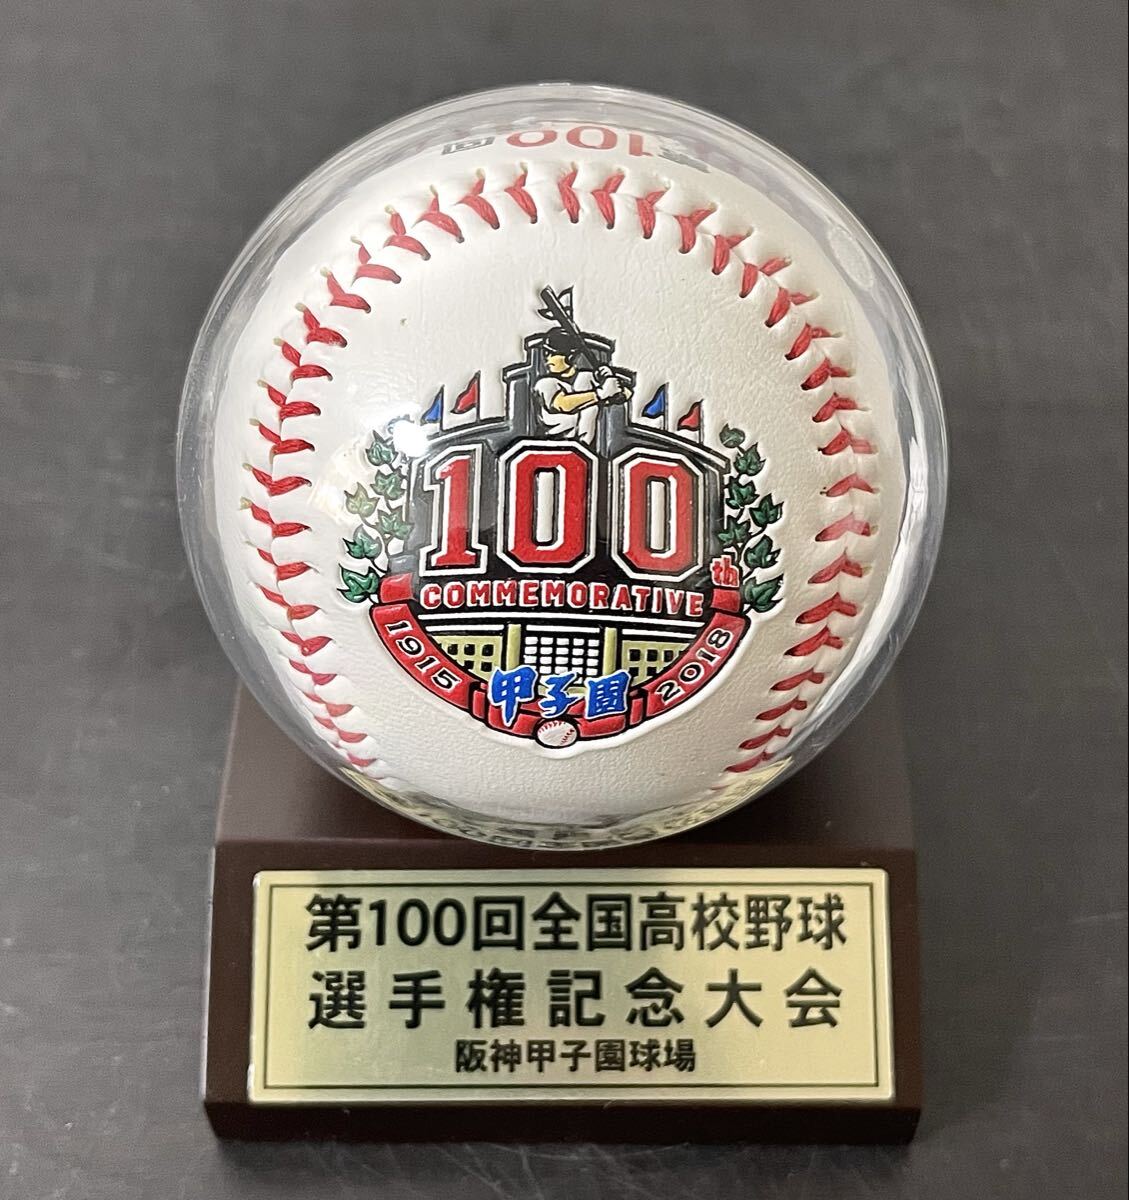 100
100th
COMMEMORATIVE
1915
2018
甲子園
第100回全国高校野球
選手権記念大会
阪神甲子園球場